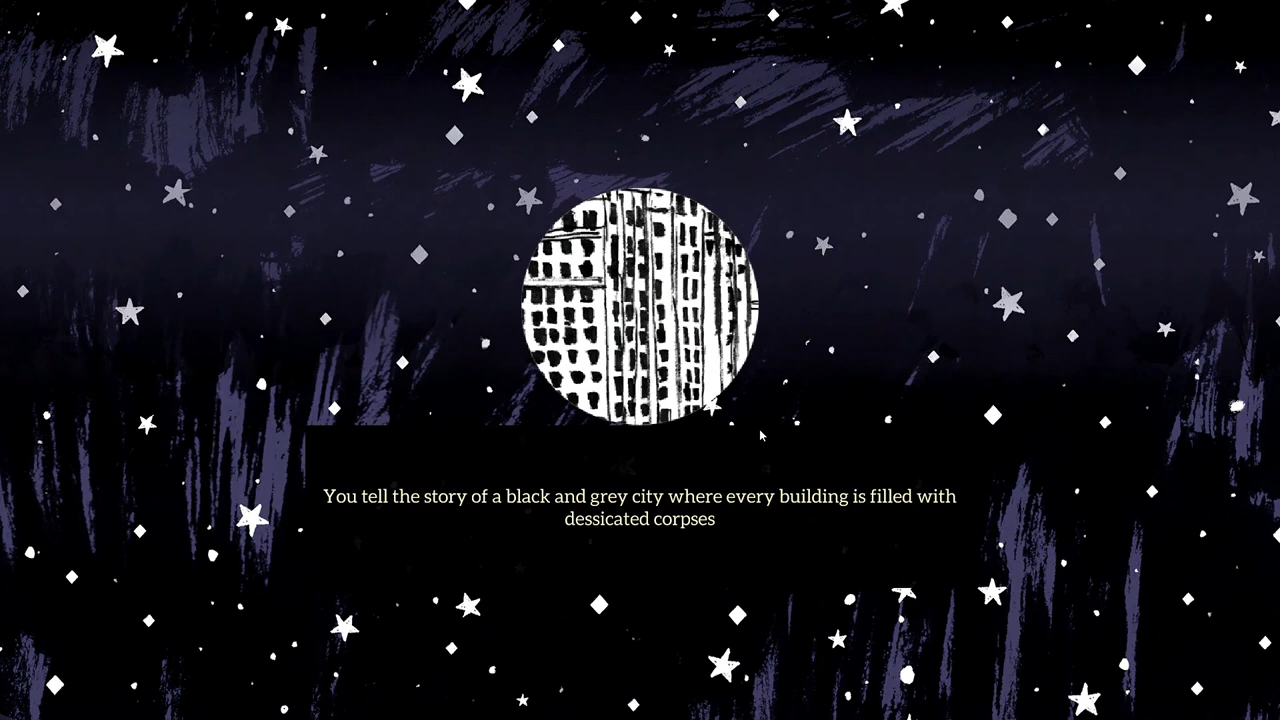 You tell the story of a black and grey city where every building is filled with
dessicated corpses